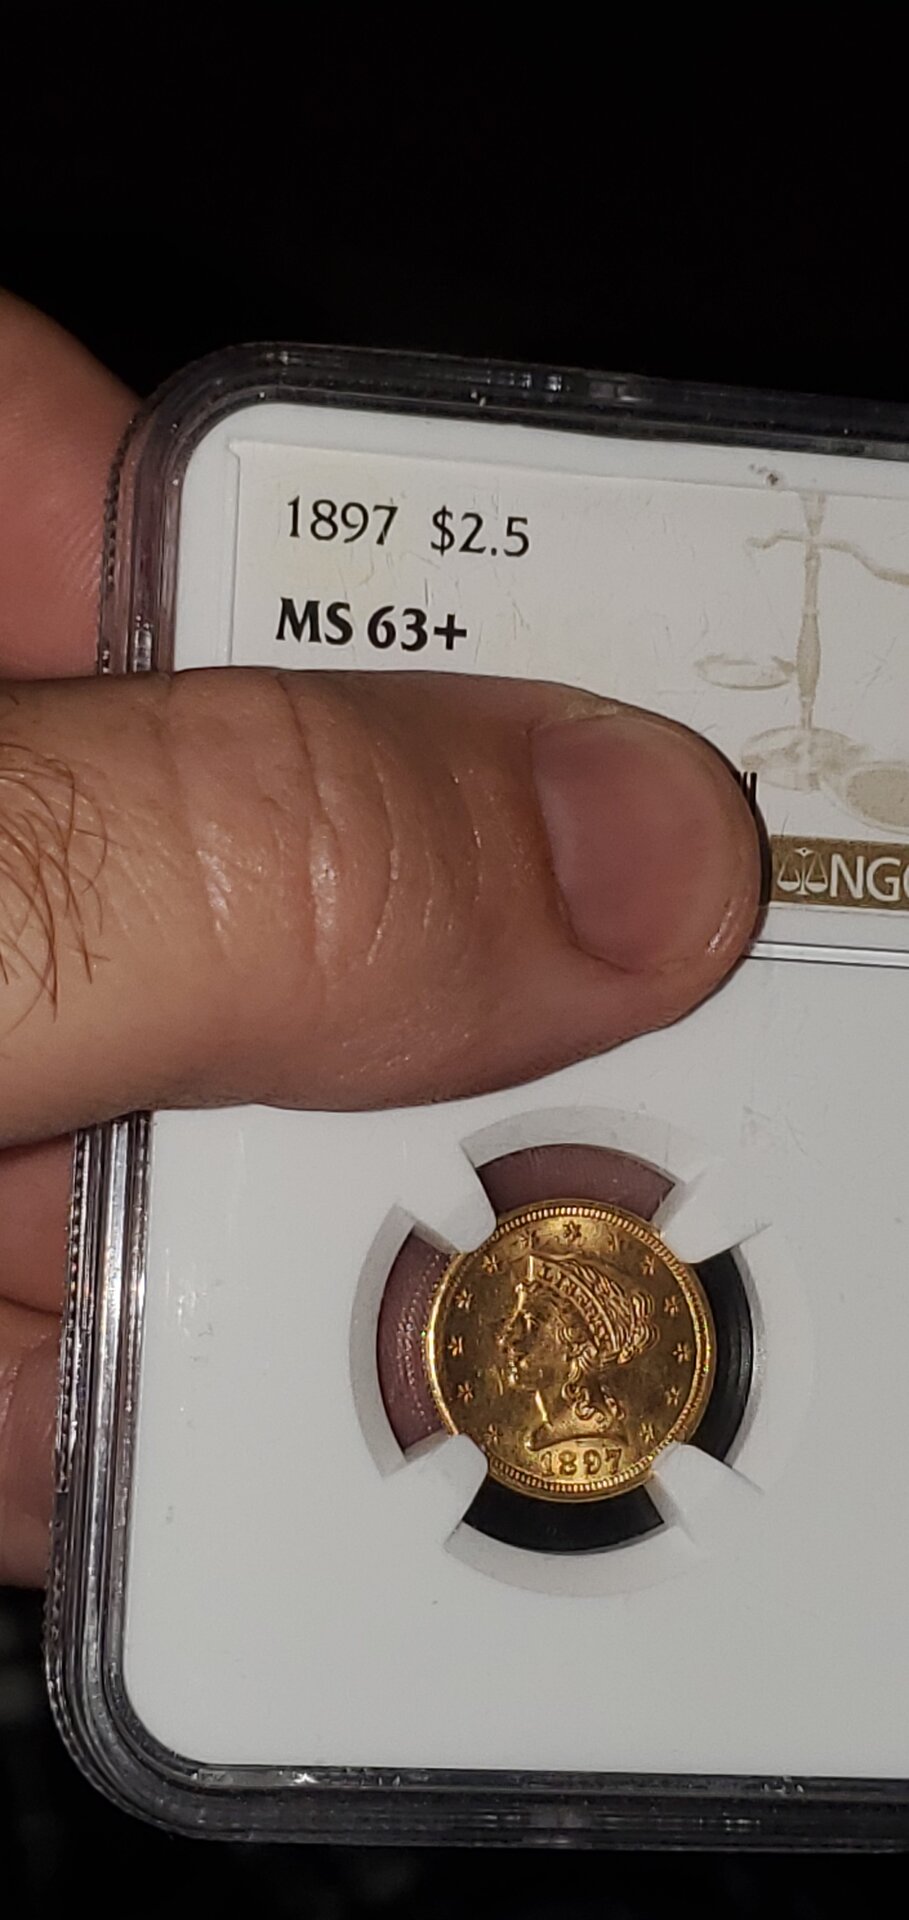 1897 $2.5
MS 63+
NGC
LIBERTY
1897